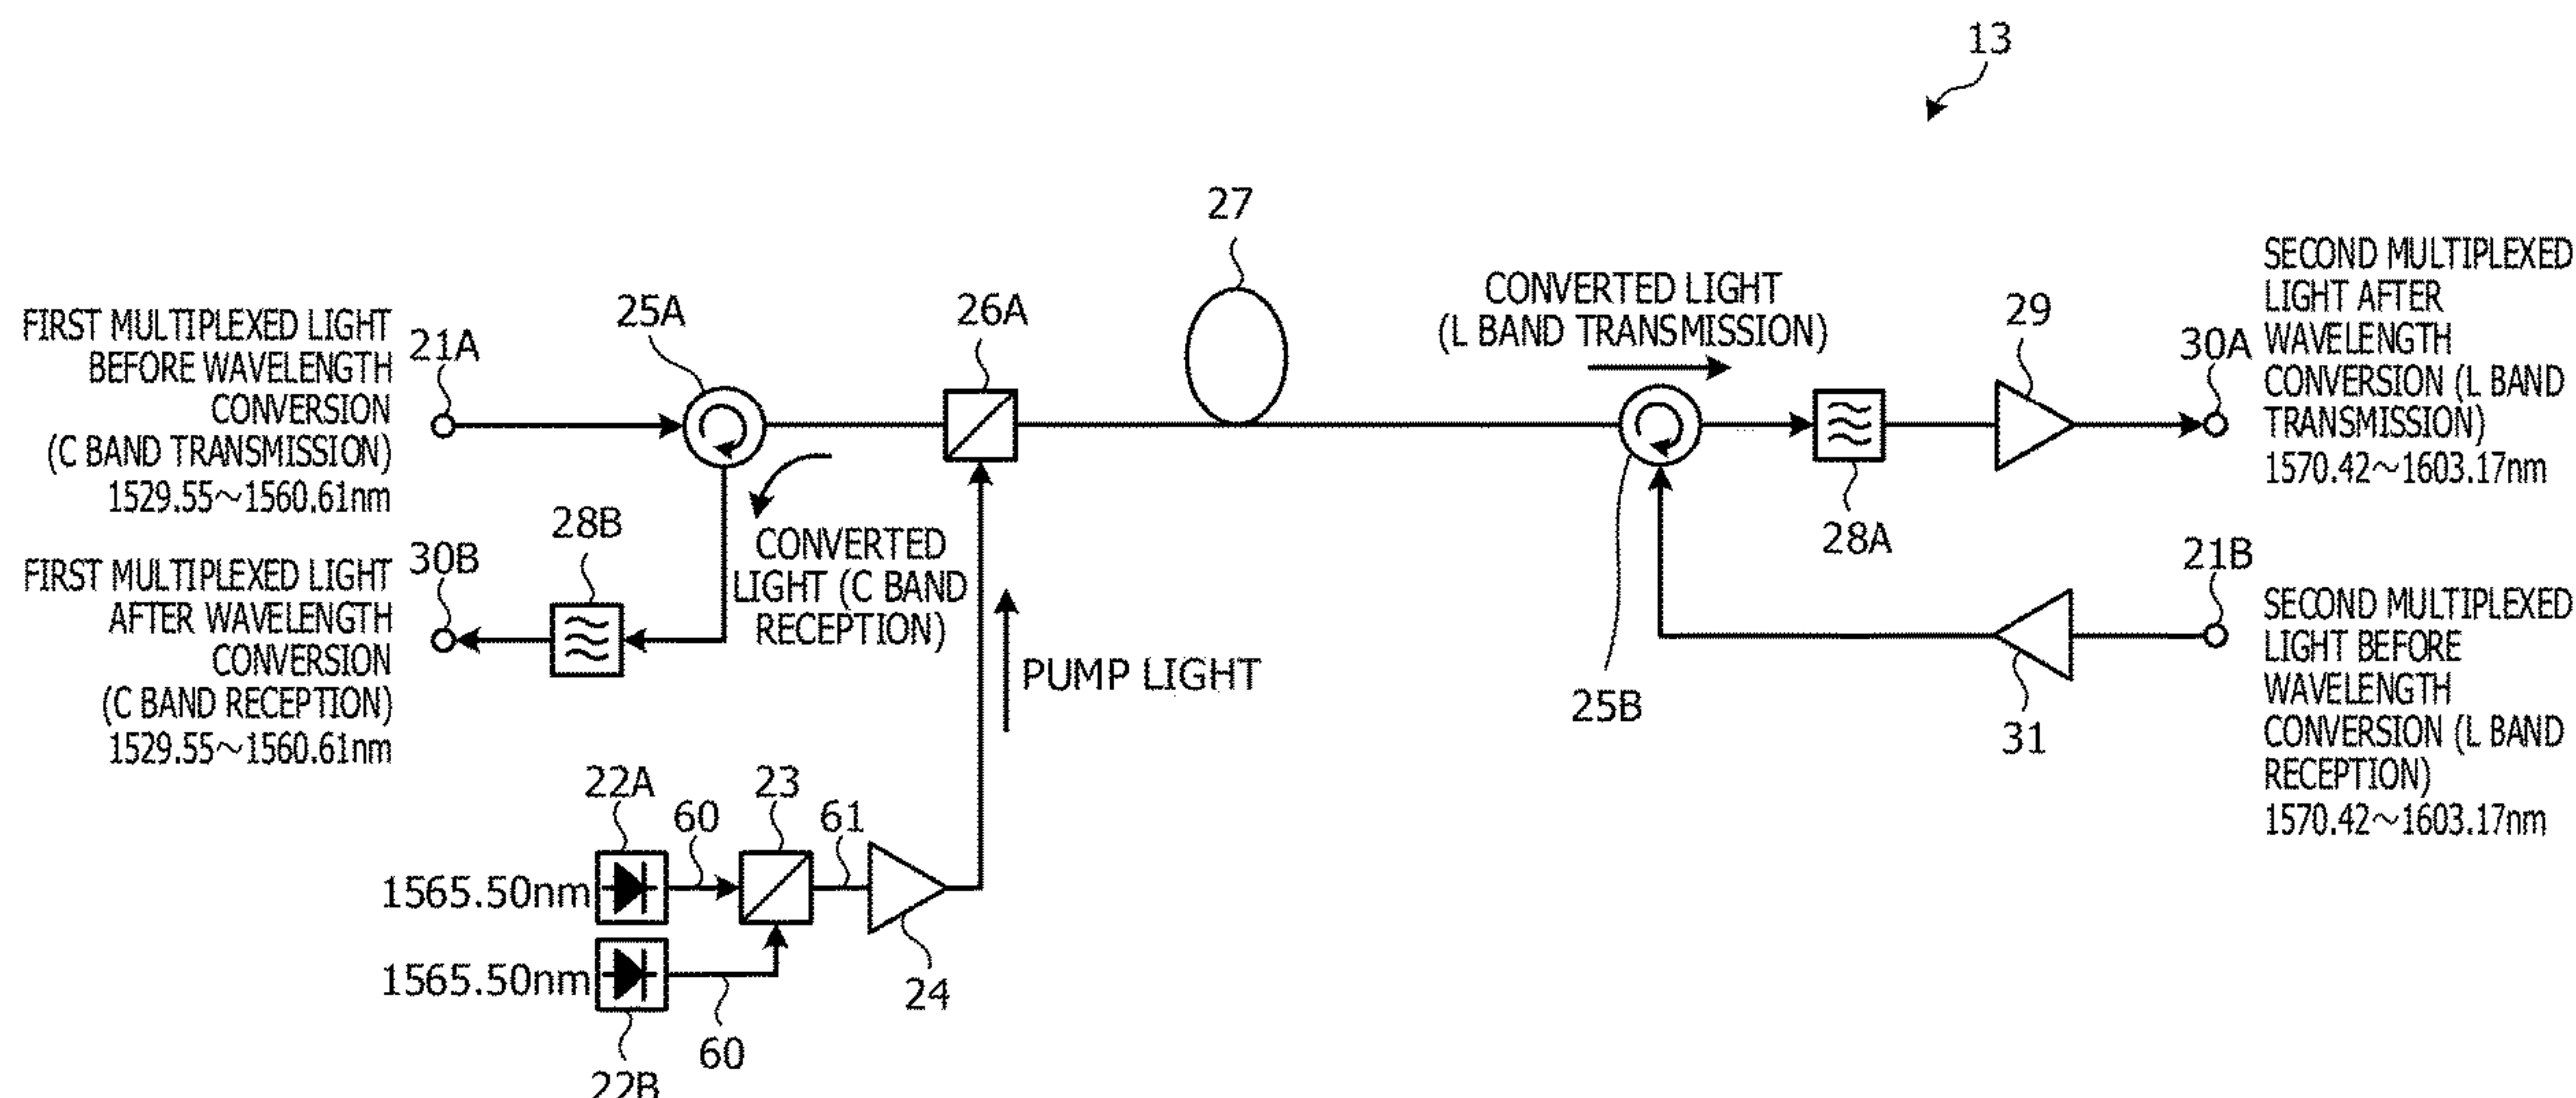 13
27
CONVERTED LIGHT
(L BAND TRANSMISSION)
SECOND MULTIPLEXED
LIGHT AFTER
WAVELENGTH
CONVERSION (L BAND
TRANSMISSION)
1570.42～1603.17nm
29
30A
25A
26A
FIRST MULTIPLEXED LIGHT
BEFORE WAVELENGTH
CONVERSION
(C BAND TRANSMISSION)
1529.55～1560.61nm
21A
28A
28B
CONVERTED
LIGHT (C BAND
RECEPTION)
30B
FIRST MULTIPLEXED LIGHT
AFTER WAVELENGTH
CONVERSION
(C BAND RECEPTION)
1529.55～1560.61nm
21B
SECOND MULTIPLEXED
LIGHT BEFORE
WAVELENGTH
CONVERSION (L BAND
RECEPTION)
1570.42～1603.17nm
PUMP LIGHT
25B
31
22A
60
23
61
1565.50nm
1565.50nm
24
60
22B